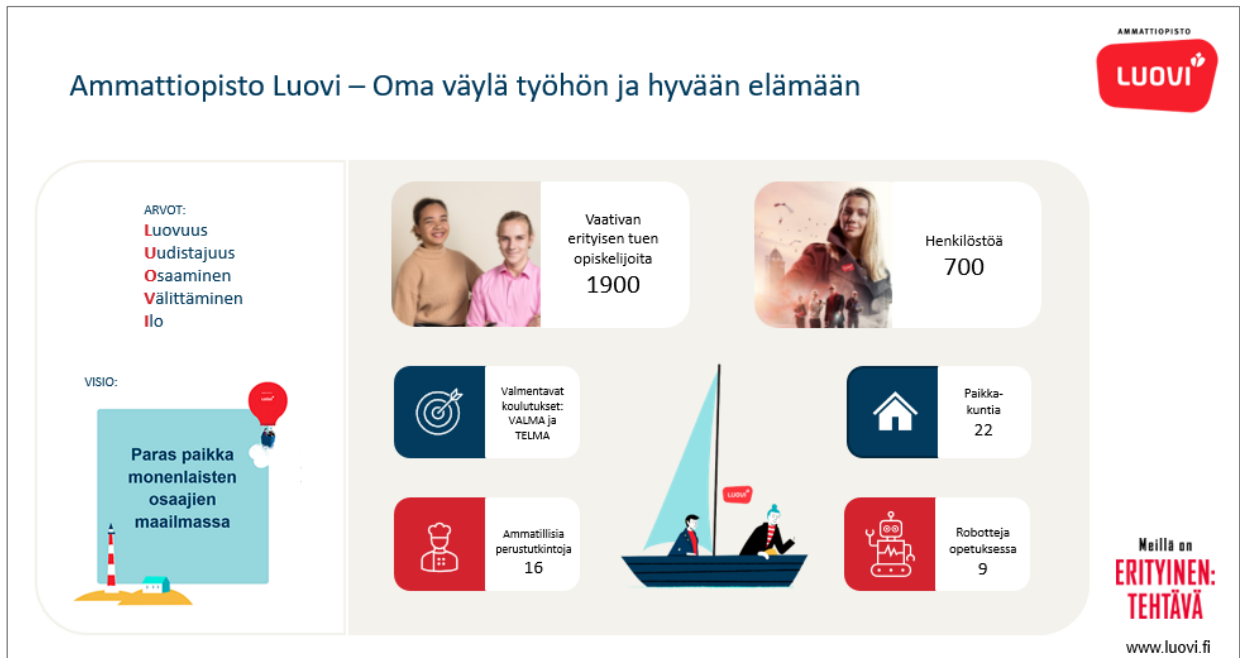 AMMATTIOPISTO
LUOVI
Ammattiopisto Luovi – Oma väylä työhön ja hyvään elämään
ARVOT:
Luovuus
Uudistajuus
Osaaminen
Välittäminen
Ilo
VISIO:
Paras paikka
monenlaisten
osaajien
maailmassa
Vaativan
erityisen tuen
opiskelijoita
1900
Henkilöstöä
700
Valmentavat
koulutukset:
VALMA ja
TELMA
Paikka-
kuntia
22
Ammatillisia
perustutkintoja
16
LUOVI
Robotteja
opetuksessa
9
Meillä on
ERITYINEN:
TEHTÄVÄ
www.luovi.fi